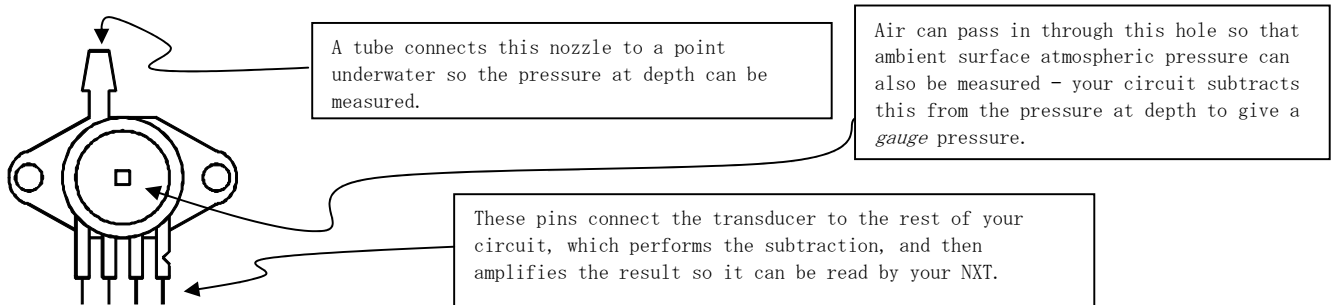 A tube connects this nozzle to a point
underwater so the pressure at depth can be
measured.
Air can pass in through this hole so that
ambient surface atmospheric pressure can
also be measured – your circuit subtracts
this from the pressure at depth to give a
gauge pressure.
These pins connect the transducer to the rest of your
circuit, which performs the subtraction, and then
amplifies the result so it can be read by your NXT.